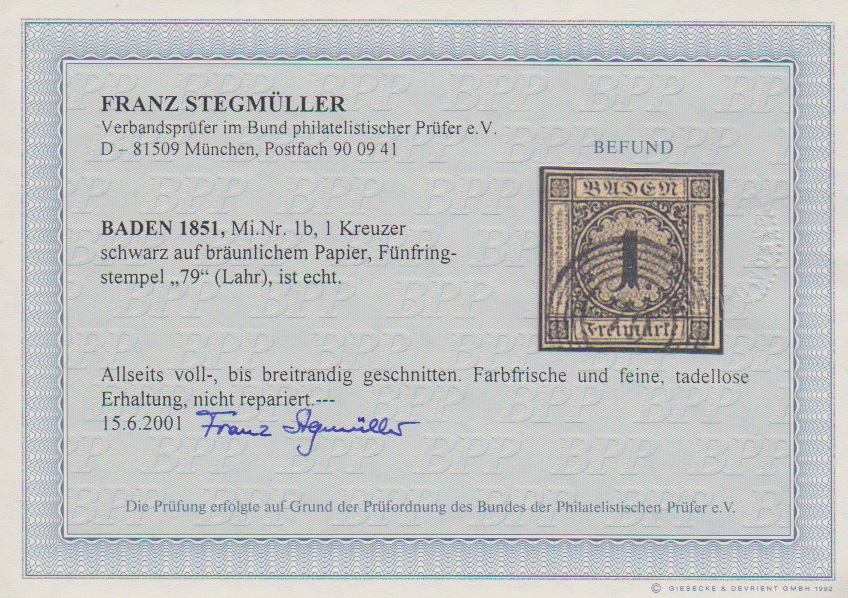 FRANZ STEGMÜLLER
Verbandsprüfer im Bund philatelistischer Prüfer e.V.
D – 81509 München, Postfach 90 09 41
BEFUND
BADEN 1851, Mi.Nr. 1b, 1 Kreuzer
schwarz auf bräunlichem Papier, Fünfring-
stempel „79“ (Lahr), ist echt.
BADEN
1.
Freimarke
Allseits voll-, bis breitrandig geschnitten. Farbfrische und feine, tadellose
Erhaltung, nicht repariert.---
15.6.2001 Franz Stegmüller
Die Prüfung erfolgte auf Grund der Prüfordnung des Bundes der Philatelistischen Prüfer e.V.
© GIESECKE & DEVRIENT GMBH 1992